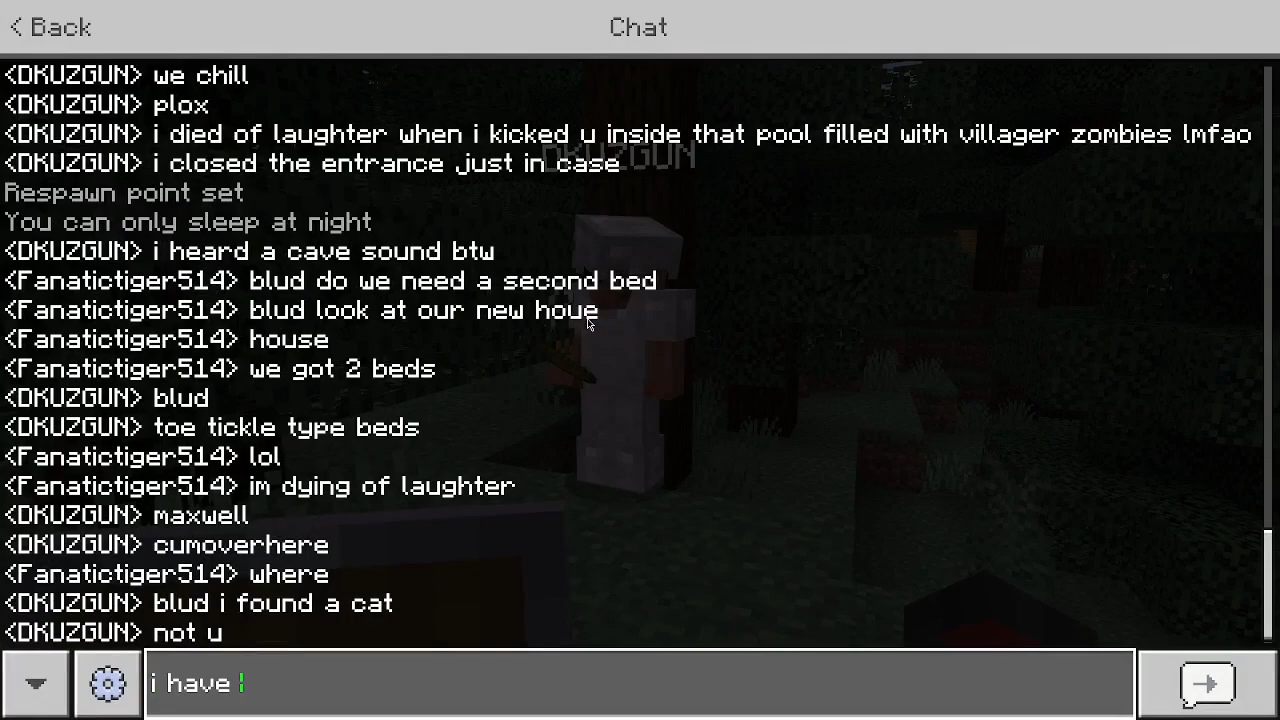 < Back
Chat
<DKUZGUN> we chill
<DKUZGUN> plox
<DKUZGUN> i died of laughter when i kicked u inside that pool filled with villager zombies lmfao
DKUZGUN
<DKUZGUN> i closed the entrance just in case
Respawn point set
You can only sleep at night
<DKUZGUN> i heard a cave sound btw
<Fanatictiger514> blud do we need a second bed
<Fanatictiger514> blud look at our new houe
<Fanatictiger514> house
<Fanatictiger514> we got 2 beds
<DKUZGUN> blud
<DKUZGUN> toe tickle type beds
<Fanatictiger514> lol
<Fanatictiger514> im dying of laughter
<DKUZGUN> maxwell
<DKUZGUN> cumoverhere
<Fanatictiger514> where
<DKUZGUN> blud i found a cat
<DKUZGUN> not u
i have